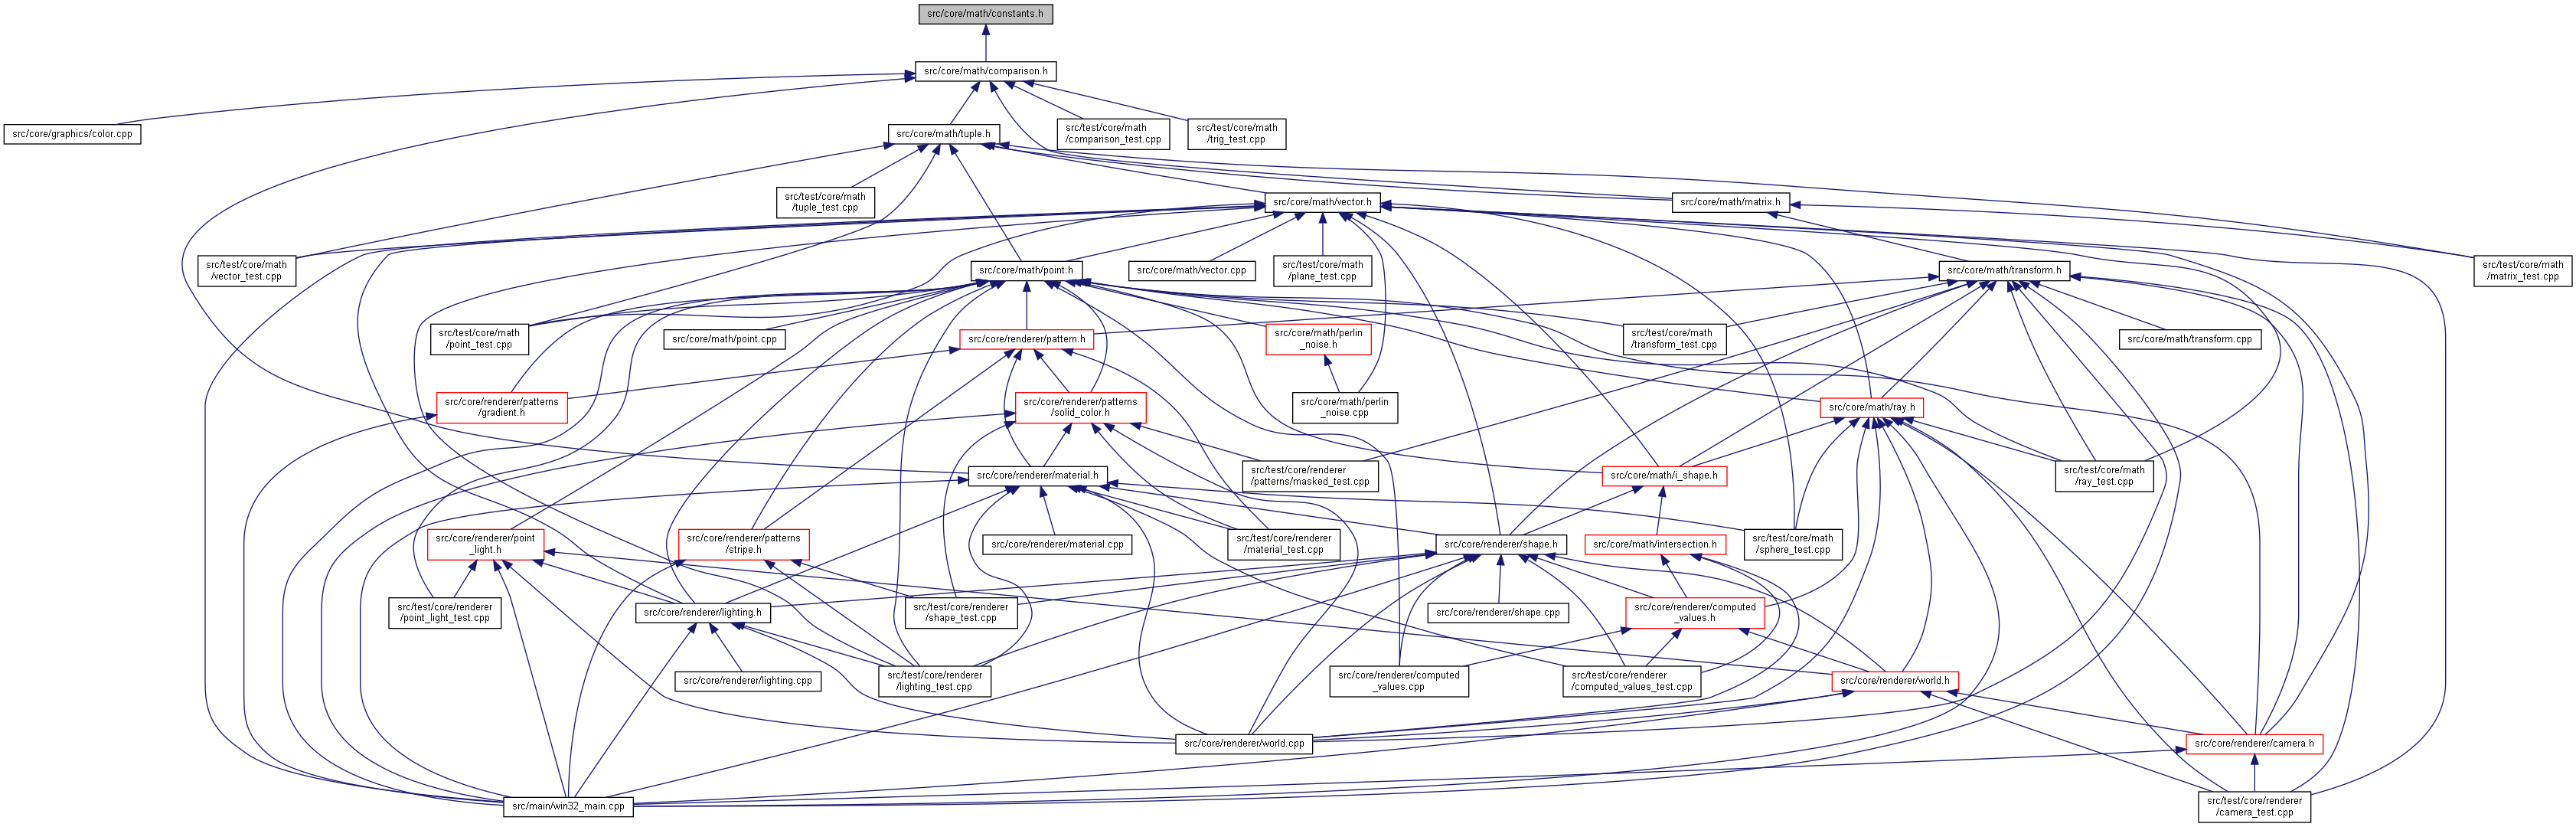 src/core/math/constants.h
src/core/math/comparison.h
src/core/graphics/color.cpp
src/core/math/tuple.h
src/test/core/math
/comparison_test.cpp
src/test/core/math
/trig_test.cpp
src/test/core/math
/tuple_test.cpp
src/core/math/vector.h
src/core/math/matrix.h
src/test/core/math
/vector_test.cpp
src/core/math/point.h
src/core/math/vector.cpp
src/test/core/math
/plane_test.cpp
src/core/math/transform.h
src/test/core/math
/matrix_test.cpp
src/test/core/math
/point_test.cpp
src/core/math/point.cpp
src/core/renderer/pattern.h
src/core/math/perlin
_noise.h
src/test/core/math
/transform_test.cpp
src/core/math/transform.cpp
src/core/renderer/patterns
/gradient.h
src/core/renderer/patterns
/solid_color.h
src/core/math/perlin
_noise.cpp
src/core/math/ray.h
src/core/renderer/material.h
src/test/core/renderer
/patterns/masked_test.cpp
src/core/math/i_shape.h
src/test/core/math
/ray_test.cpp
src/core/renderer/point
_light.h
src/core/renderer/patterns
/stripe.h
src/core/renderer/material.cpp
src/test/core/renderer
/material_test.cpp
src/core/renderer/shape.h
src/core/math/intersection.h
src/test/core/math
/sphere_test.cpp
src/test/core/renderer
/point_light_test.cpp
src/core/renderer/lighting.h
src/test/core/renderer
/shape_test.cpp
src/core/renderer/shape.cpp
src/core/renderer/computed
_values.h
src/core/renderer/lighting.cpp
src/test/core/renderer
/lighting_test.cpp
src/core/renderer/computed
_values.cpp
src/test/core/renderer
/computed_values_test.cpp
src/core/renderer/world.h
src/core/renderer/world.cpp
src/core/renderer/camera.h
src/main/win32_main.cpp
src/test/core/renderer
/camera_test.cpp